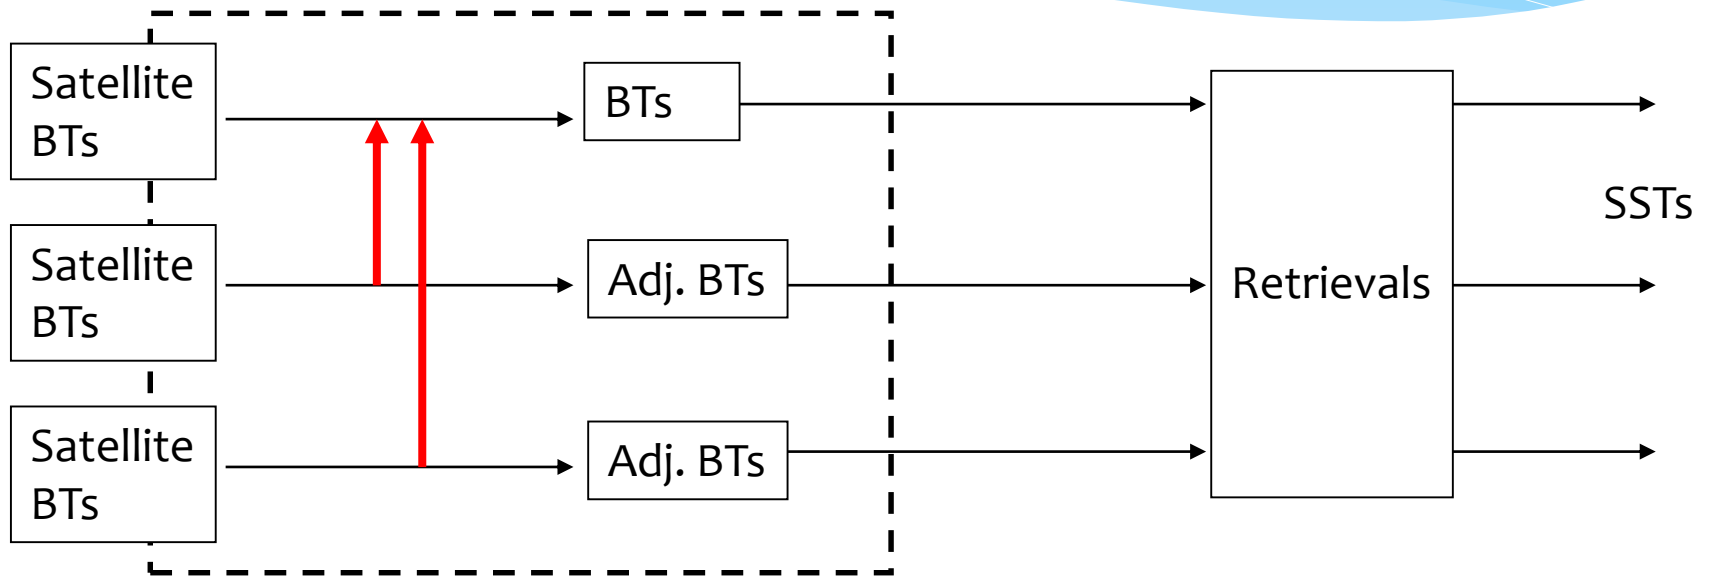 Satellite
BTs
BTs
Satellite
BTs
Adj. BTs
Satellite
BTs
Adj. BTs
Retrievals
SSTs